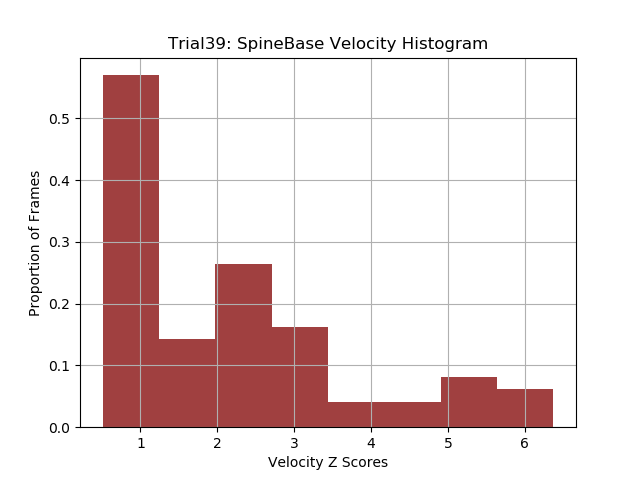 Trial39: SpineBase Velocity Histogram
Proportion of Frames
0.5
0.4
0.3
0.2
0.1
0.0
1 2 3 4 5 6
Velocity Z Scores